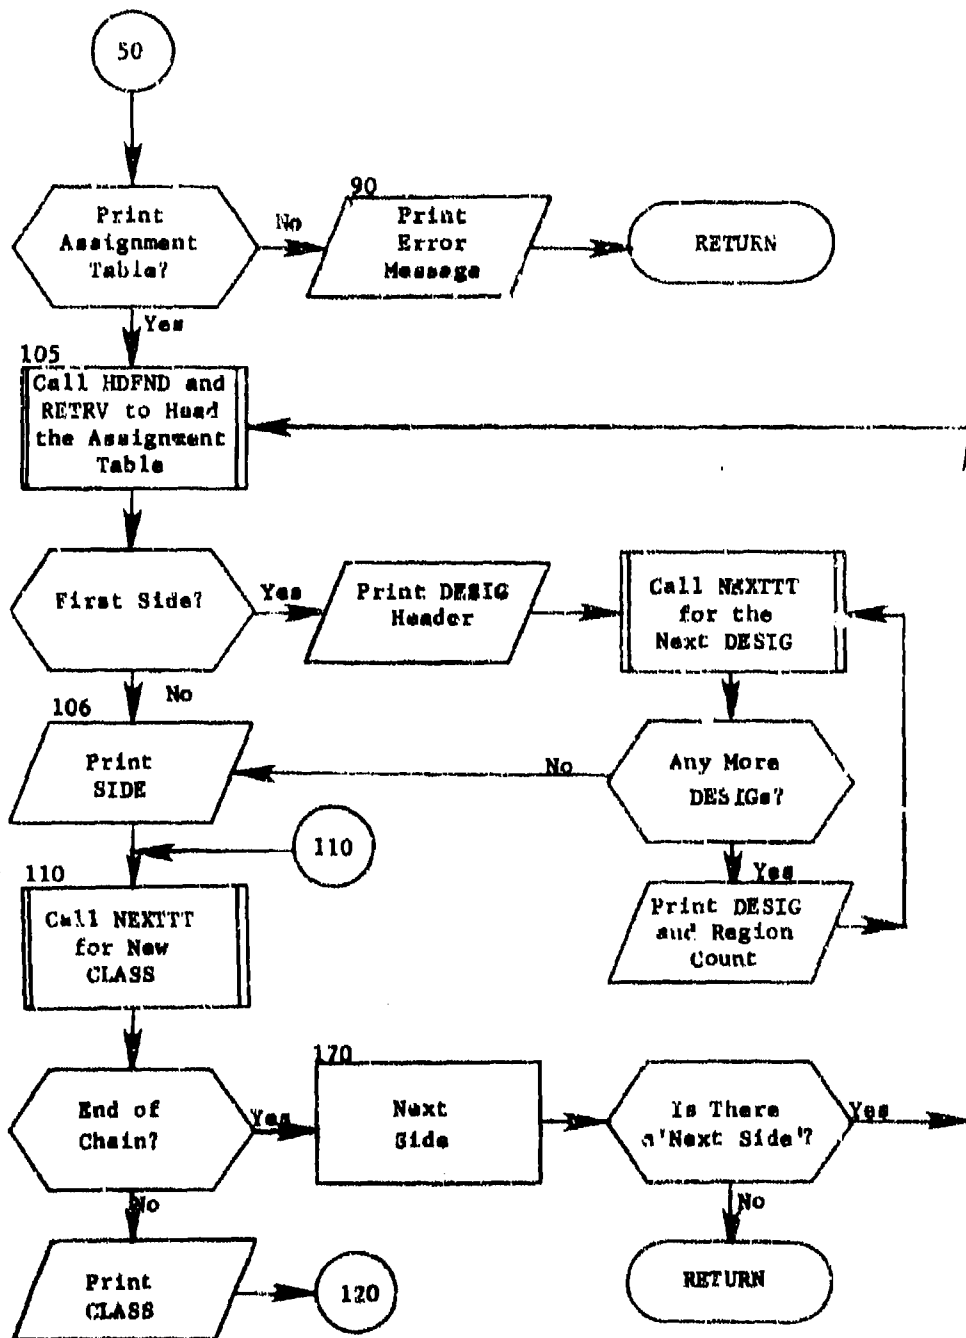 50
Print
Assignment
Table?
No
90
Print
Error
Message
RETURN
Yes
105
Call HDFND and
RETRV to Head
the Assignment
Table
First Side?
Yes
Print DESIG
Header
Call NEXTTT
for the
Next DESIG
No
106
Print
SIDE
No
Any More
DESIGs?
110
Yes
110
Call NEXTTT
for New
CLASS
Print DESIG
and Region
Count
End of
Chain?
Yes
170
Next
Side
Is There
a'Next Side'?
Yes
No
No
Print
CLASS
120
RETURN